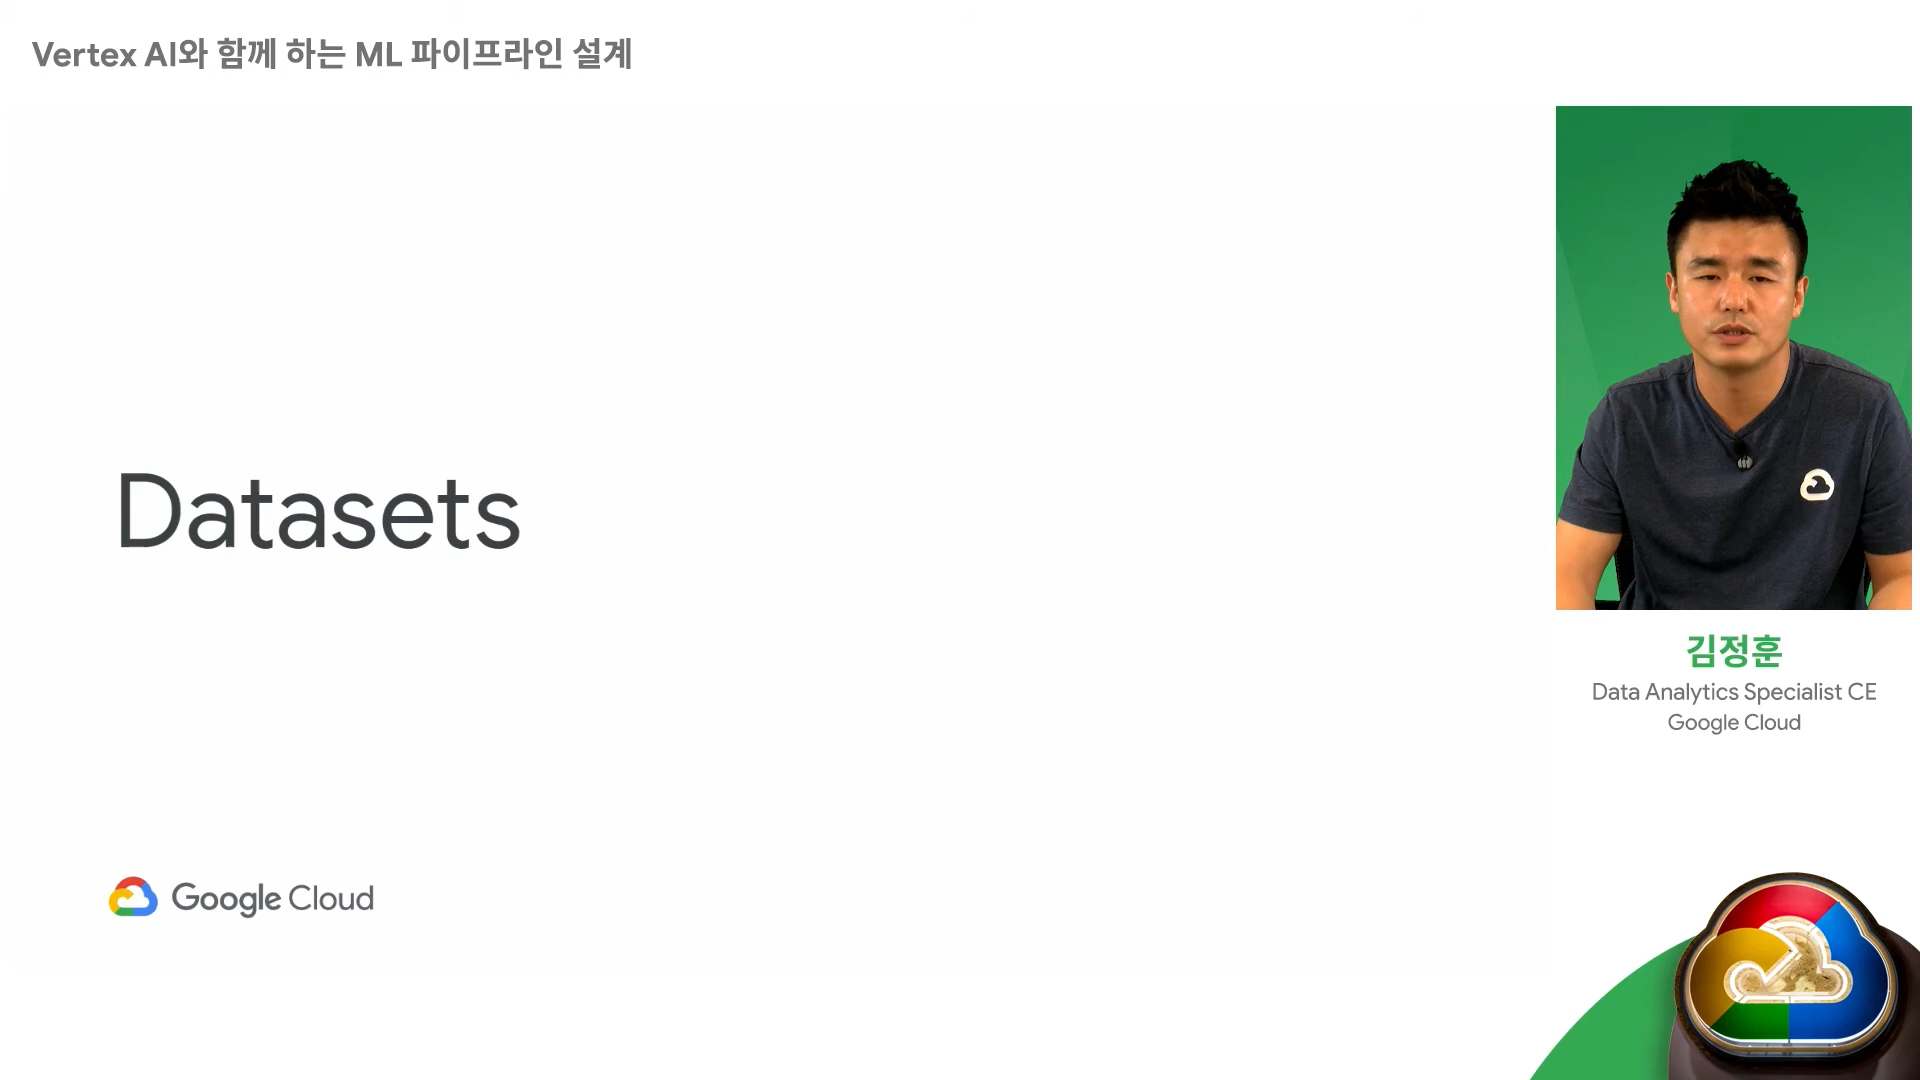 Vertex AI와 함께 하는 ML 파이프라인 설계
Datasets
김정훈
Data Analytics Specialist CE
Google Cloud
Google Cloud